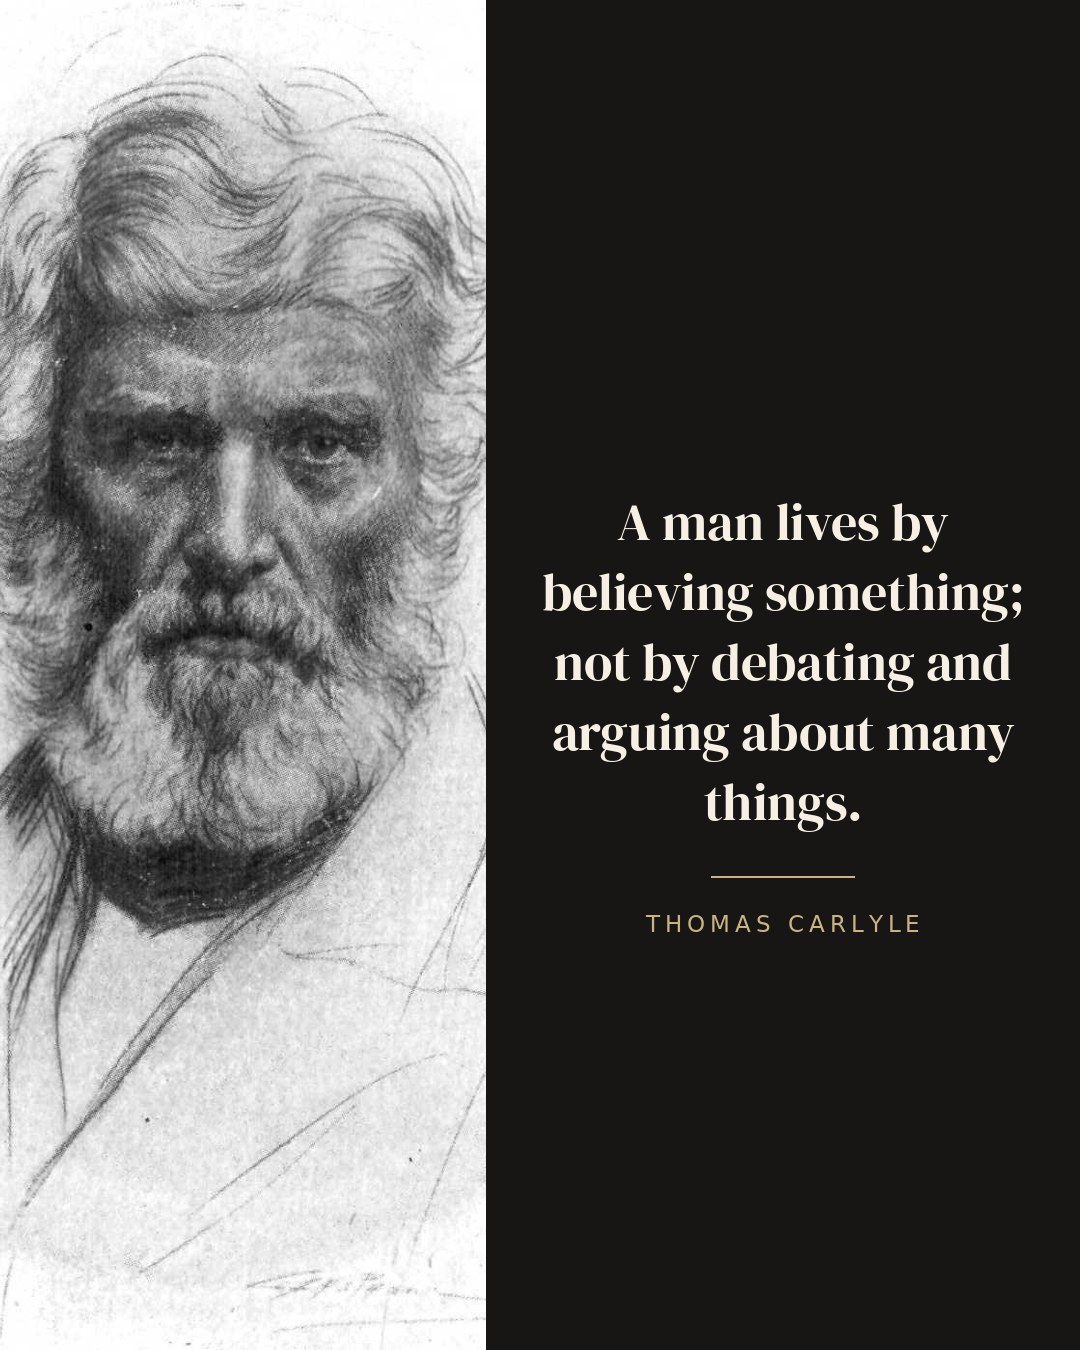 A man lives by
believing something;
not by debating and
arguing about many
things.
THOMAS CARLYLE